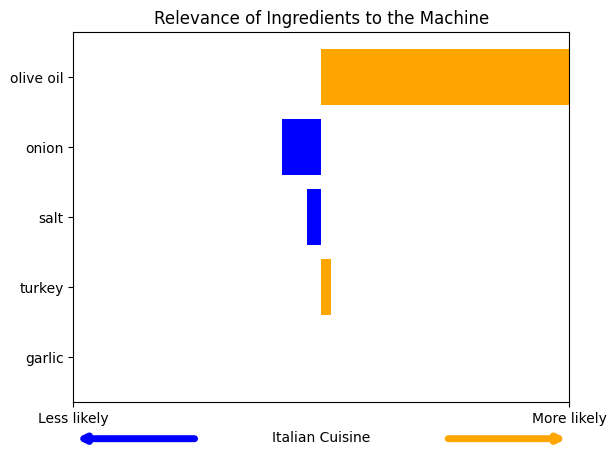 Relevance of Ingredients to the Machine
olive oil
onion
salt
turkey
garlic
Less likely
More likely
Italian Cuisine